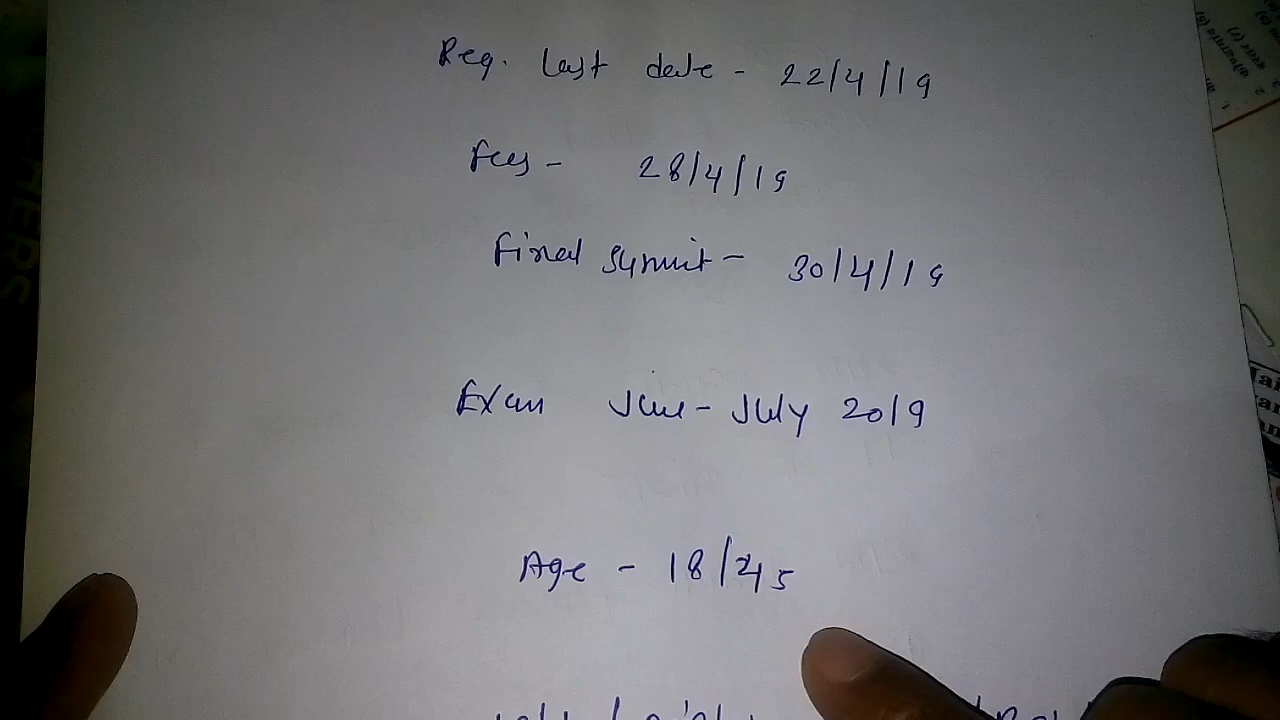 Reg. last date - 22/4/19
Fees - 28/4/19
Final Sumit - 30/4/19
Exam June - July 2019
Age - 18/45